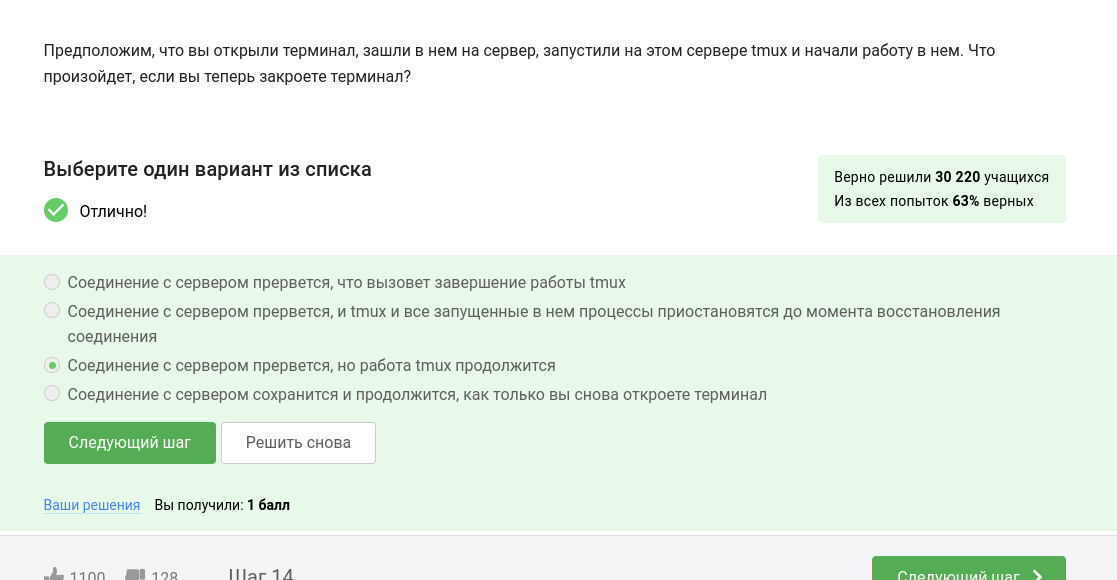 Предположим, что вы открыли терминал, зашли в нем на сервер, запустили на этом сервере tmux и начали работу в нем. Что
произойдет, если вы теперь закроете терминал?
Выберите один вариант из списка
Верно решили 30 220 учащихся
Из всех попыток 63% верных
Отлично!
Соединение с сервером прервется, что вызовет завершение работы tmux
Соединение с сервером прервется, и tmux и все запущенные в нем процессы приостановятся до момента восстановления
соединения
Соединение с сервером прервется, но работа tmux продолжится
Соединение с сервером сохранится и продолжится, как только вы снова откроете терминал
Следующий шаг Решить снова
Ваши решения Вы получили: 1 балл
1100 128 Шаг 14 Следующий шаг